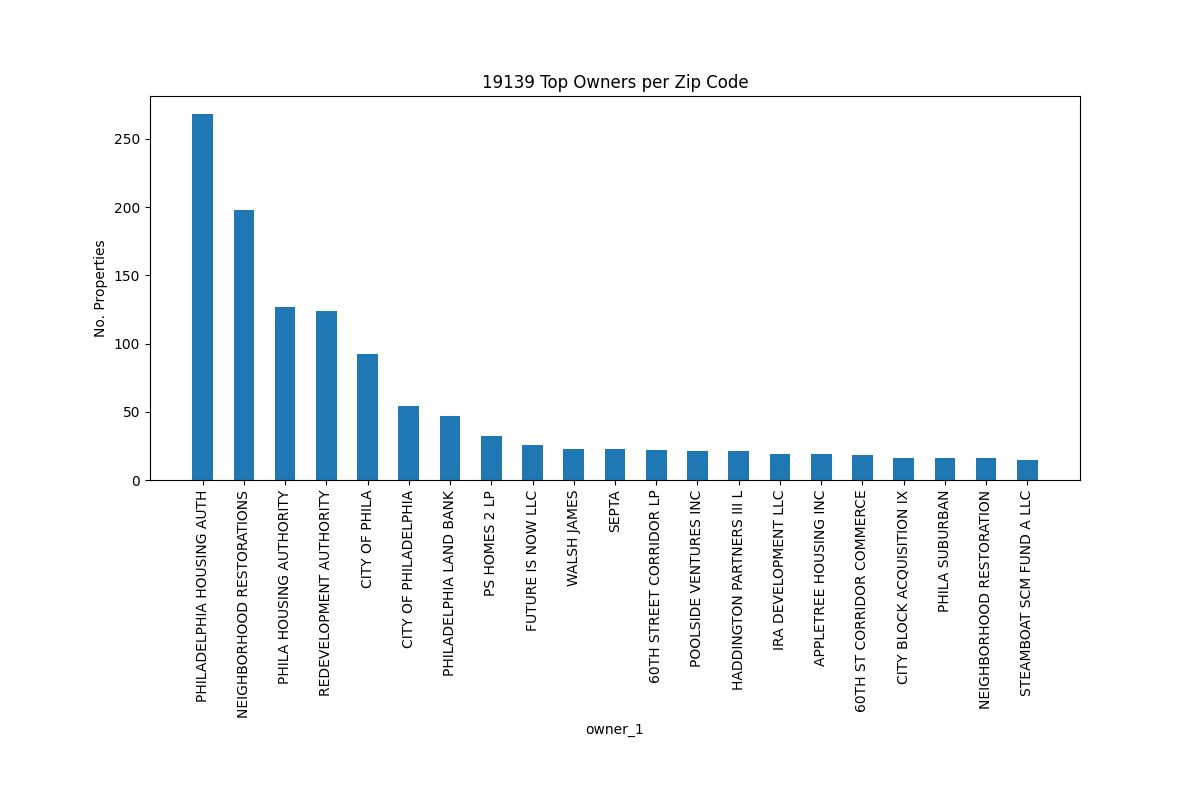 19139 Top Owners per Zip Code
No. Properties
250
200
150
100
50
0
PHILADELPHIA HOUSING AUTH
NEIGHBORHOOD RESTORATIONS
PHILA HOUSING AUTHORITY
REDEVELOPMENT AUTHORITY
CITY OF PHILA
CITY OF PHILADELPHIA
PHILADELPHIA LAND BANK
PS HOMES 2 LP
FUTURE IS NOW LLC
WALSH JAMES
SEPTA
60TH STREET CORRIDOR LP
POOLSIDE VENTURES INC
HADDINGTON PARTNERS III L
IRA DEVELOPMENT LLC
APPLETREE HOUSING INC
60TH ST CORRIDOR COMMERCE
CITY BLOCK ACQUISITION IX
PHILA SUBURBAN
NEIGHBORHOOD RESTORATION
STEAMBOAT SCM FUND A LLC
owner_1